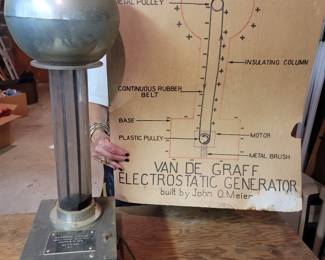 METAL PULLEY
INSULATING COLUMN
CONTINUOUS RUBBER
BELT
BASE
PLASTIC PULLEY
MOTOR
METAL BRUSH
VAN DE GRAFF
ELECTROSTATIC GENERATOR
built by John O. Meier